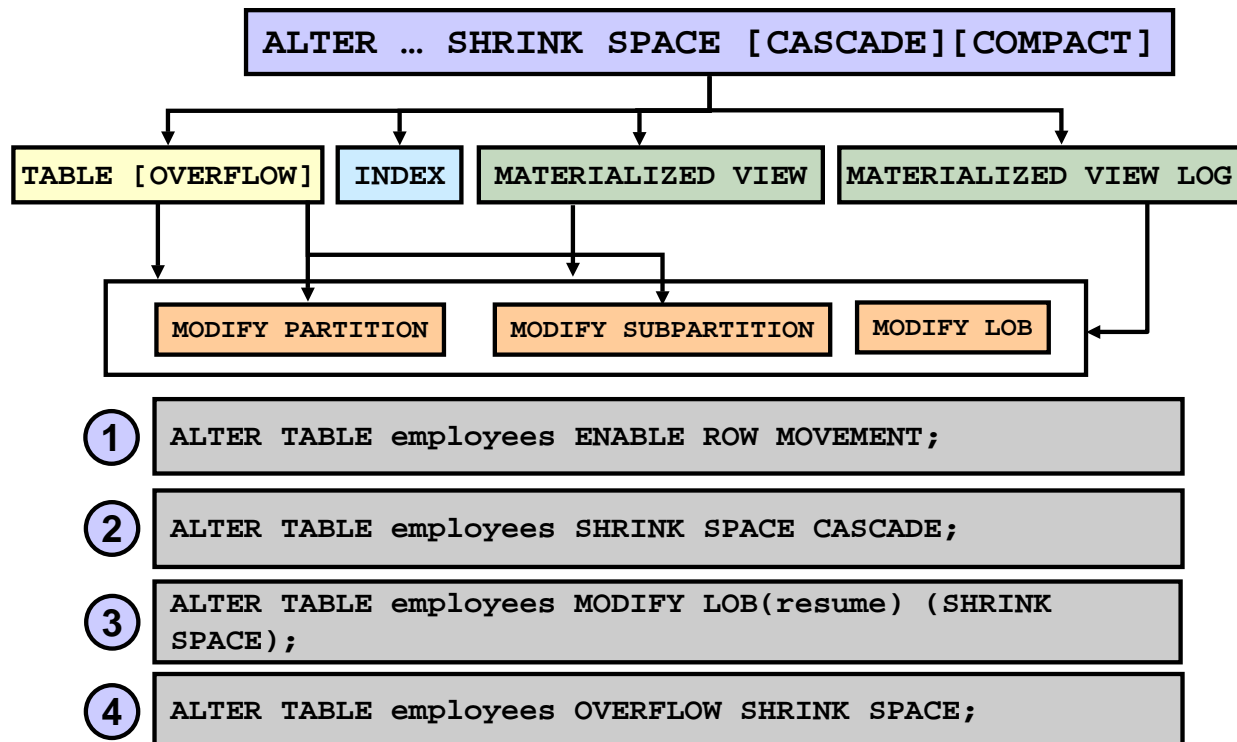 ALTER … SHRINK SPACE [CASCADE][COMPACT]
TABLE [OVERFLOW]
INDEX
MATERIALIZED VIEW
MATERIALIZED VIEW LOG
MODIFY PARTITION
MODIFY SUBPARTITION
MODIFY LOB
1
ALTER TABLE employees ENABLE ROW MOVEMENT;
2
ALTER TABLE employees SHRINK SPACE CASCADE;
3
ALTER TABLE employees MODIFY LOB(resume) (SHRINK
SPACE);
4
ALTER TABLE employees OVERFLOW SHRINK SPACE;